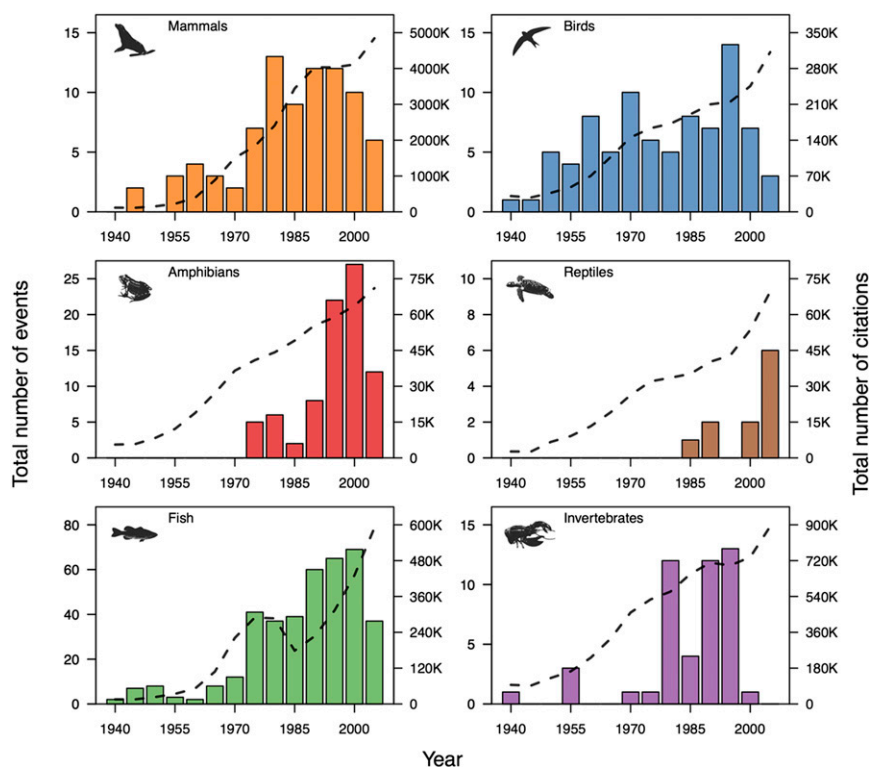 Mammals
15
10
5
0
5000K
4000K
3000K
2000K
1000K
0
1940 1955 1970 1985 2000
Birds
15
10
5
0
350K
280K
210K
140K
70K
0
1940 1955 1970 1985 2000
Amphibians
25
20
15
10
5
0
75K
60K
45K
30K
15K
0
1940 1955 1970 1985 2000
Reptiles
10
8
6
4
2
0
75K
60K
45K
30K
15K
0
1940 1955 1970 1985 2000
Fish
80
60
40
20
0
600K
480K
360K
240K
120K
0
1940 1955 1970 1985 2000
Invertebrates
15
10
5
0
900K
720K
540K
360K
180K
0
1940 1955 1970 1985 2000
Total number of events
Total number of citations
Year